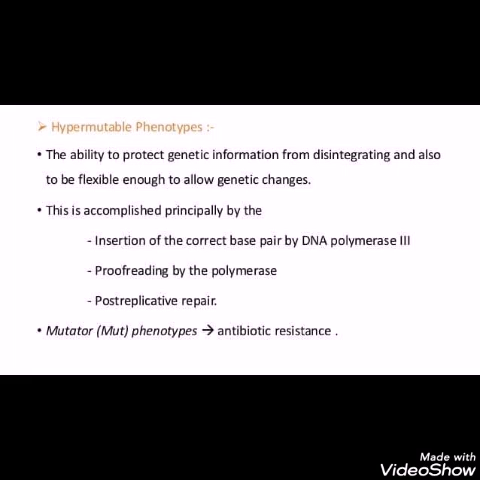 ➢ Hypermutable Phenotypes :-
• The ability to protect genetic information from disintegrating and also
to be flexible enough to allow genetic changes.
• This is accomplished principally by the
- Insertion of the correct base pair by DNA polymerase III
- Proofreading by the polymerase
- Postreplicative repair.
• Mutator (Mut) phenotypes → antibiotic resistance .
Made with
VideoShow